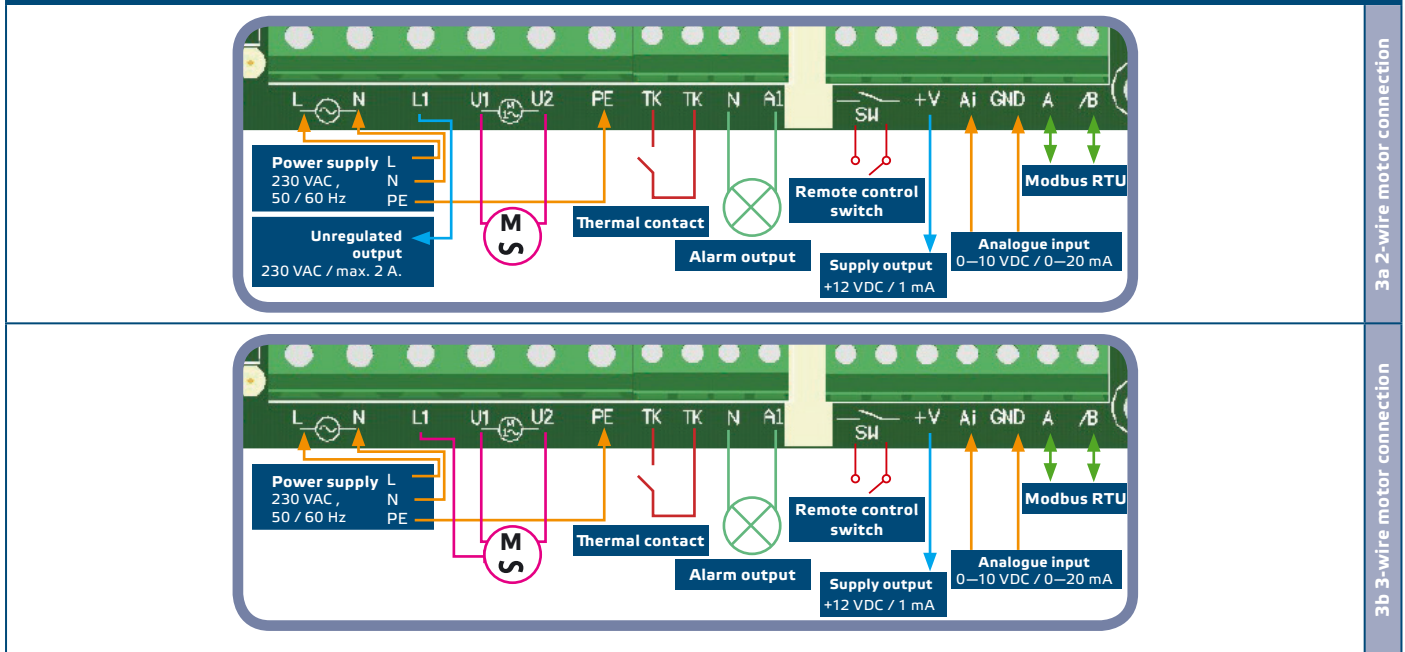 L N L1 U1 M 1~ U2 PE TK TK N A1 SW +V Ai GND A /B
Power supply L
230 VAC , N
50 / 60 Hz PE
Unregulated
output
230 VAC / max. 2 A.
M
Thermal contact
Alarm output
Remote control
switch
Supply output
+12 VDC / 1 mA
Analogue input
0—10 VDC / 0—20 mA
Modbus RTU
3a 2-wire motor connection
L N L1 U1 M 1~ U2 PE TK TK N A1 SW +V Ai GND A /B
Power supply L
230 VAC , N
50 / 60 Hz PE
M
Thermal contact
Alarm output
Remote control
switch
Supply output
+12 VDC / 1 mA
Analogue input
0—10 VDC / 0—20 mA
Modbus RTU
3b 3-wire motor connection